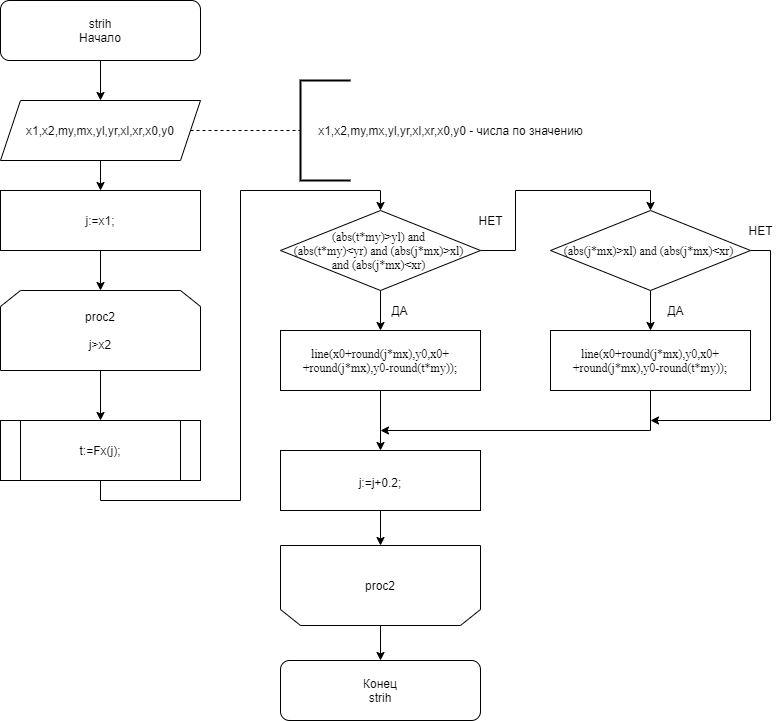 strih
Начало
x1,x2,my,mx,yl,yr,xl,xr,x0,y0
x1,x2,my,mx,yl,yr,xl,xr,x0,y0 - числа по значению
j:=x1;
proc2
j>x2
t:=Fx(j);
(abs(t*my)>yl) and
(abs(t*my)<yr) and (abs(j*mx)>xl)
and (abs(j*mx)<xr)
НЕТ
ДА
line(x0+round(j*mx),y0,x0+
+round(j*mx),y0-round(t*my));
(abs(j*mx)>xl) and (abs(j*mx)<xr)
НЕТ
ДА
line(x0+round(j*mx),y0,x0+
+round(j*mx),y0-round(t*my));
j:=j+0.2;
proc2
Конец
strih